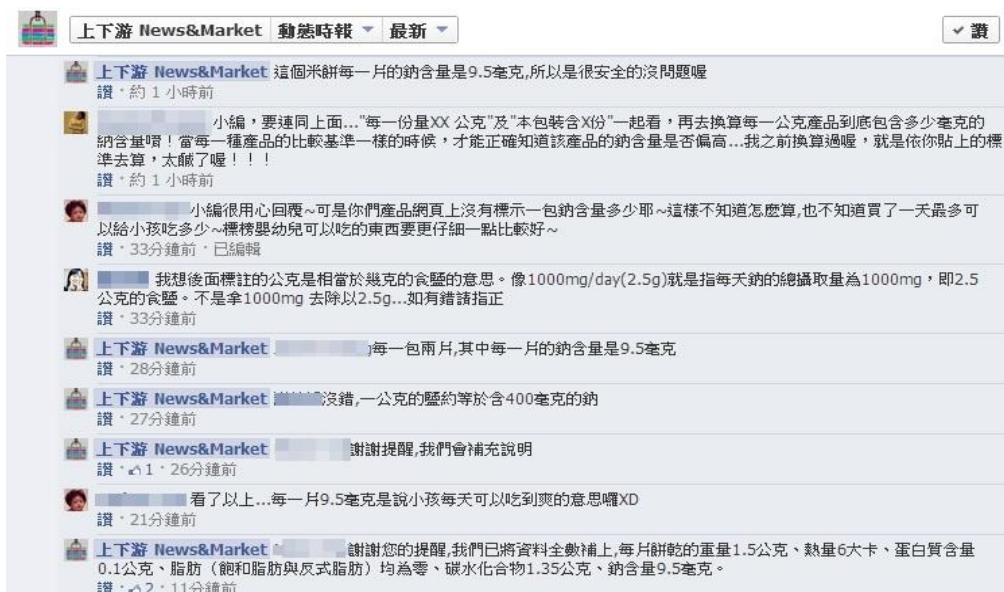 上下游 News&Market 動態時報 最新 讚
上下游 News&Market 這個米餅每一片的鈉含量是9.5毫克,所以是很安全的沒問題喔
讚 · 約 1 小時前
小編，要連同上面..."每一份量XX 公克"及"本包裝含X份"一起看，再去換算每一公克產品到底包含多少毫克的
鈉含量唷！當每一種產品的比較基準一樣的時候，才能正確知道該產品的鈉含量是否偏高...我之前換算過喔，就是依你貼上的標
準去算，太鹹了喔！！！
讚 · 約 1 小時前
小編很用心回覆~可是你們產品網頁上沒有標示一包鈉含量多少耶~這樣不知道怎麼算,也不知道買了一天最多可
以給小孩吃多少~標榜嬰幼兒可以吃的東西要更仔細一點比較好~
讚 · 33分鐘前 · 已編輯
我想後面標註的公克是相當於幾克的食鹽的意思。像1000mg/day(2.5g)就是指每天鈉的總攝取量為1000mg，即2.5
公克的食鹽。不是拿1000mg 去除以2.5g...如有錯請指正
讚 · 33分鐘前
上下游 News&Market 每一包兩片,其中每一片的鈉含量是9.5毫克
讚 · 28分鐘前
上下游 News&Market 沒錯,一公克的鹽約等於含400毫克的鈉
讚 · 27分鐘前
上下游 News&Market 謝謝提醒,我們會補充說明
讚 · 1 · 26分鐘前
看了以上...每一片9.5毫克是說小孩每天可以吃到爽的意思囉XD
讚 · 21分鐘前
上下游 News&Market 謝謝您的提醒,我們已將資料全數補上,每片餅乾的重量1.5公克、熱量6大卡、蛋白質含量
0.1公克、脂肪（飽和脂肪與反式脂肪）均為零、碳水化合物1.35公克、鈉含量9.5毫克。
讚 · 2 · 11分鐘前